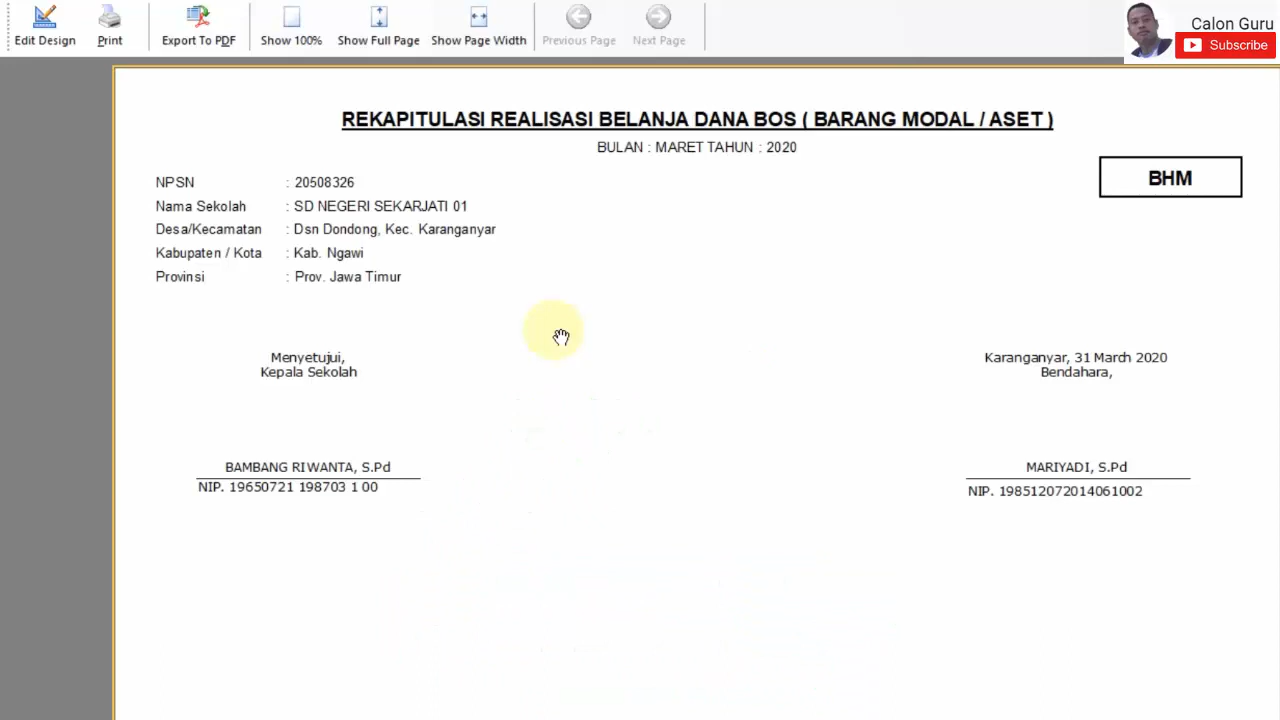 Edit Design Print Export To PDF Show 100% Show Full Page Show Page Width Previous Page Next Page
Calon Guru
Subscribe
REKAPITULASI REALISASI BELANJA DANA BOS ( BARANG MODAL / ASET )
BULAN : MARET TAHUN : 2020
BHM
NPSN : 20508326
Nama Sekolah : SD NEGERI SEKARJATI 01
Desa/Kecamatan : Dsn Dondong, Kec. Karanganyar
Kabupaten / Kota : Kab. Ngawi
Provinsi : Prov. Jawa Timur
Menyetujui, Karanganyar, 31 March 2020
Kepala Sekolah Bendahara,
BAMBANG RIWANTA, S.Pd MARIYADI, S.Pd
NIP. 19650721 198703 1 00 NIP. 198512072014061002